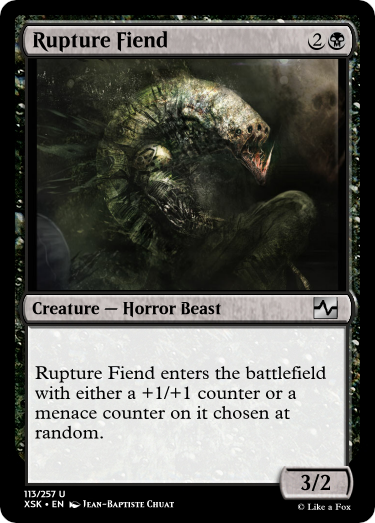 Rupture Fiend 2
Creature — Horror Beast
Rupture Fiend enters the battlefield
with either a +1/+1 counter or a
menace counter on it chosen at
random.
3/2
113/257 U
XSK • EN Jean-Baptiste Chuat
© Like a Fox